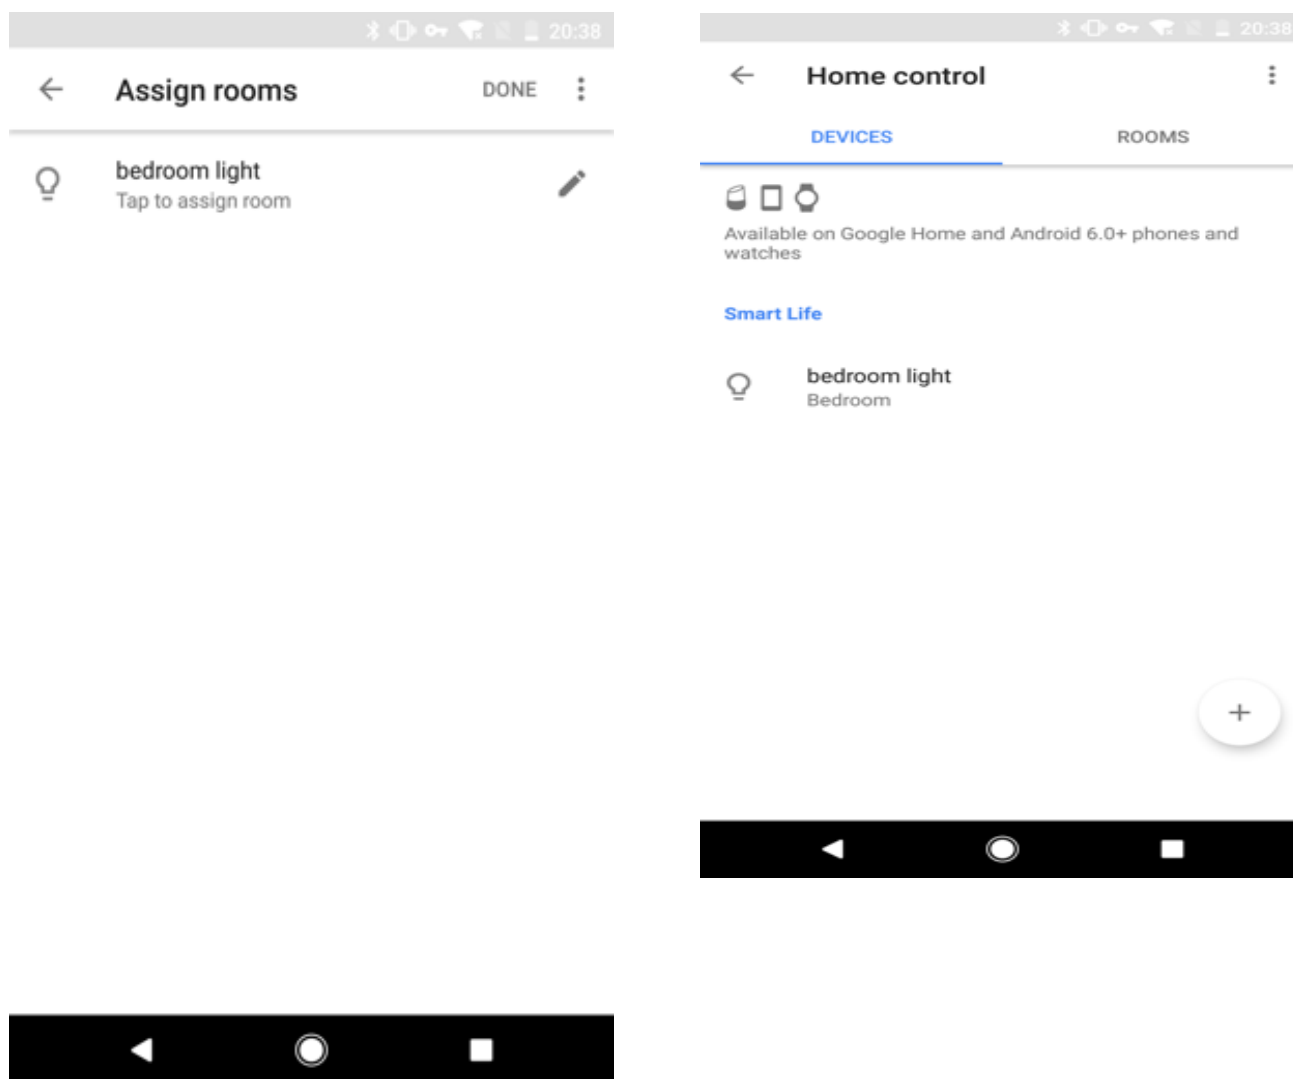 20:38
Assign rooms
DONE
bedroom light
Tap to assign room
20:38
Home control
DEVICES
ROOMS
Available on Google Home and Android 6.0+ phones and
watches
Smart Life
bedroom light
Bedroom